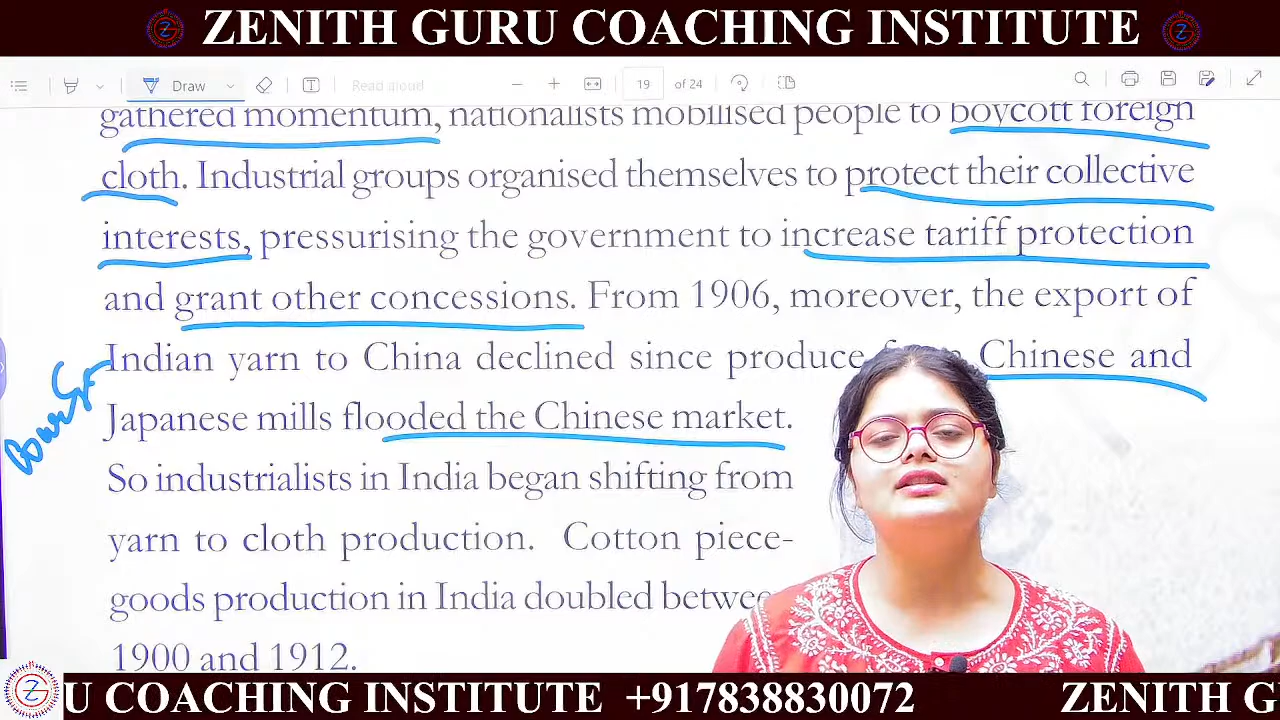 ZENITH GURU COACHING INSTITUTE
Draw
Read aloud
19
of 24
gathered momentum, nationalists mobilised people to boycott foreign
cloth. Industrial groups organised themselves to protect their collective
interests, pressurising the government to increase tariff protection
and grant other concessions. From 1906, moreover, the export of
Indian yarn to China declined since produce Chinese and
Japanese mills flooded the Chinese market.
So industrialists in India began shifting from
yarn to cloth production. Cotton piece-
goods production in India doubled betwee
1900 and 1912.
U COACHING INSTITUTE +917838830072 ZENITH G